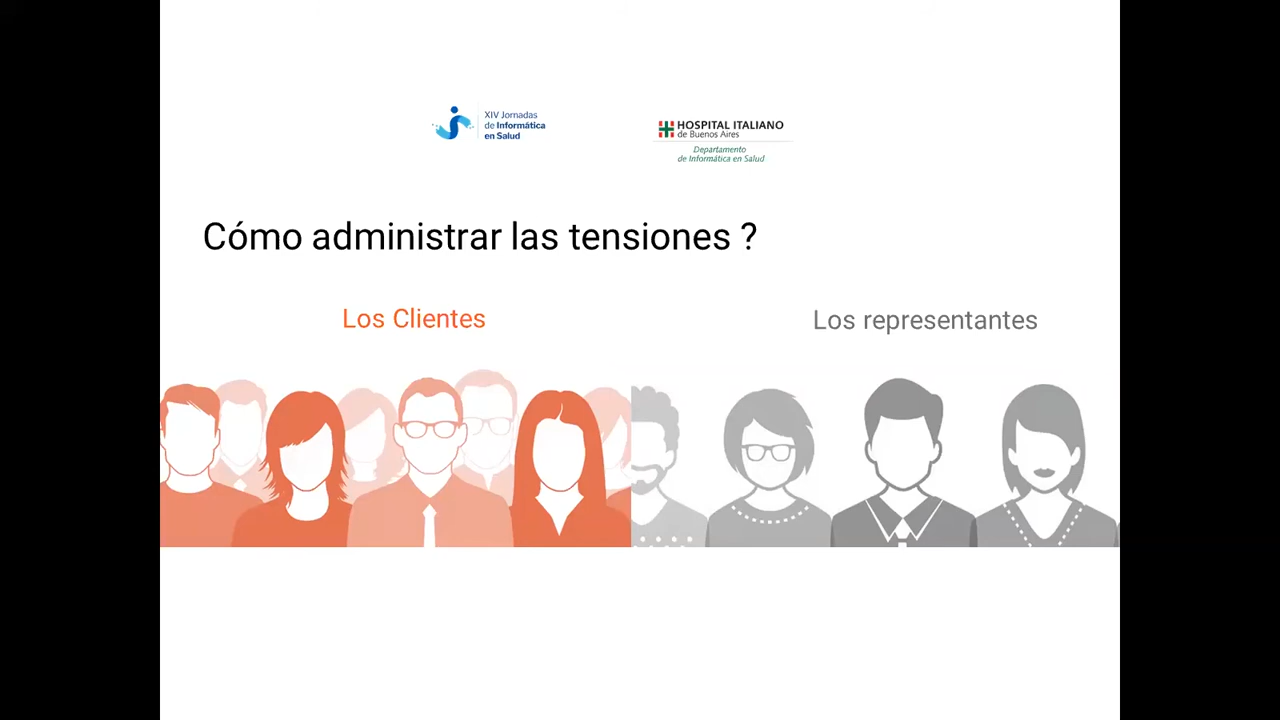 XIV Jornadas
de Informática
en Salud
HOSPITAL ITALIANO
de Buenos Aires
Departamento
de Informática en Salud
Cómo administrar las tensiones ?
Los Clientes
Los representantes